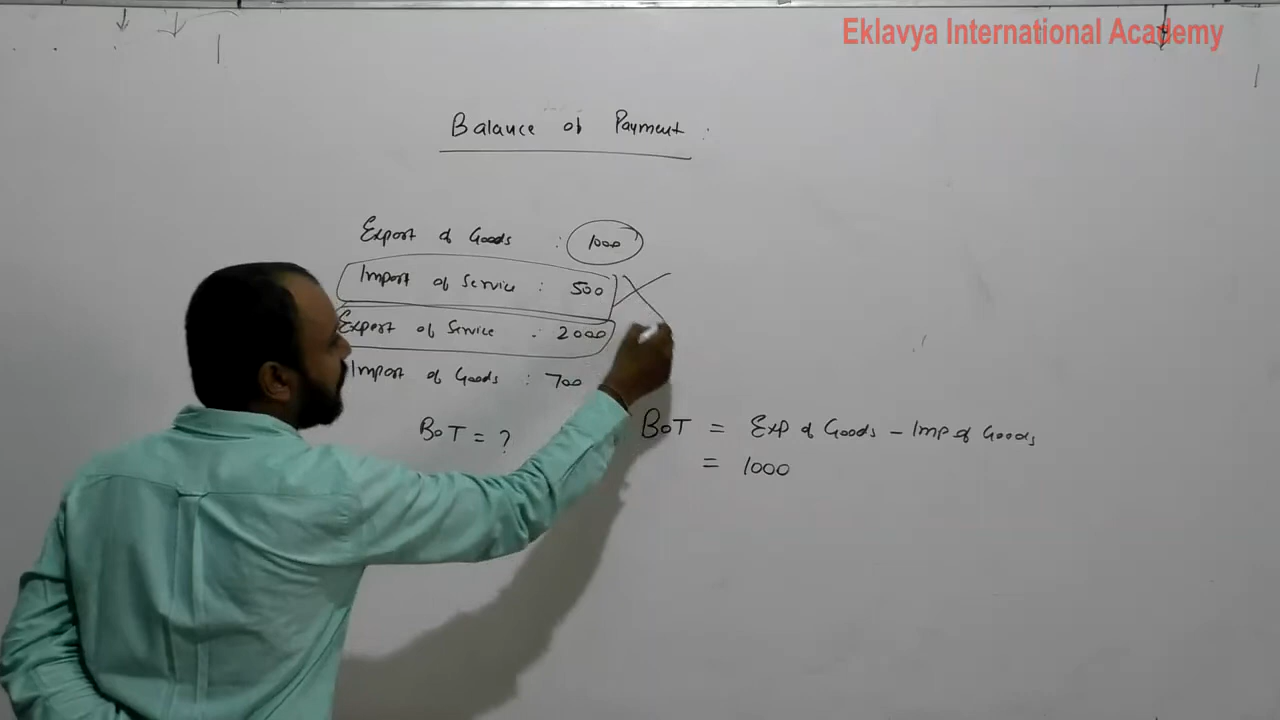 Eklavya International Academy
Balance of Payment :
Export of Goods : 1000
Import of Service : 500
Export of Service : 2000
Import of Goods : 700
BoT = ?
BoT = Exp of Goods - Imp of Goods
= 1000